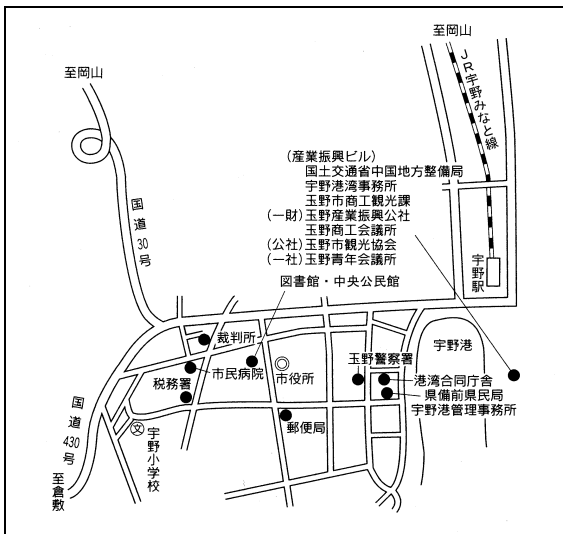 至岡山
至岡山
JR宇野みなと線
(産業振興ビル)
国土交通省中国地方整備局
宇野港湾事務所
玉野市商工観光課
(一財)玉野産業振興公社
玉野商工会議所
(公社)玉野市観光協会
(一社)玉野青年会議所
国道30号
宇野駅
図書館・中央公民館
裁判所
宇野港
玉野警察署
市民病院
市役所
港湾合同庁舎
税務署
県備前県民局
宇野港管理事務所
郵便局
国道430号
文
宇野小学校
至倉敷